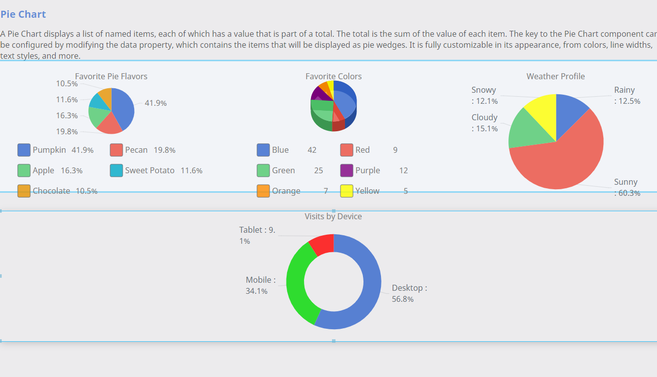 Pie Chart
A Pie Chart displays a list of named items, each of which has a value that is part of a total. The total is the sum of the value of each item. The key to the Pie Chart component can
be configured by modifying the data property, which contains the items that will be displayed as pie wedges. It is fully customizable in its appearance, from colors, line widths,
text styles, and more.
Favorite Pie Flavors
10.5%
11.6%
16.3%
19.8%
41.9%
Pumpkin 41.9% Pecan 19.8%
Apple 16.3% Sweet Potato 11.6%
Chocolate 10.5%
Favorite Colors
Blue 42 Red 9
Green 25 Purple 12
Orange 7 Yellow 5
Weather Profile
Snowy
: 12.1%
Rainy
: 12.5%
Cloudy
: 15.1%
Sunny
: 60.3%
Visits by Device
Tablet : 9.
1%
Mobile :
34.1%
Desktop :
56.8%